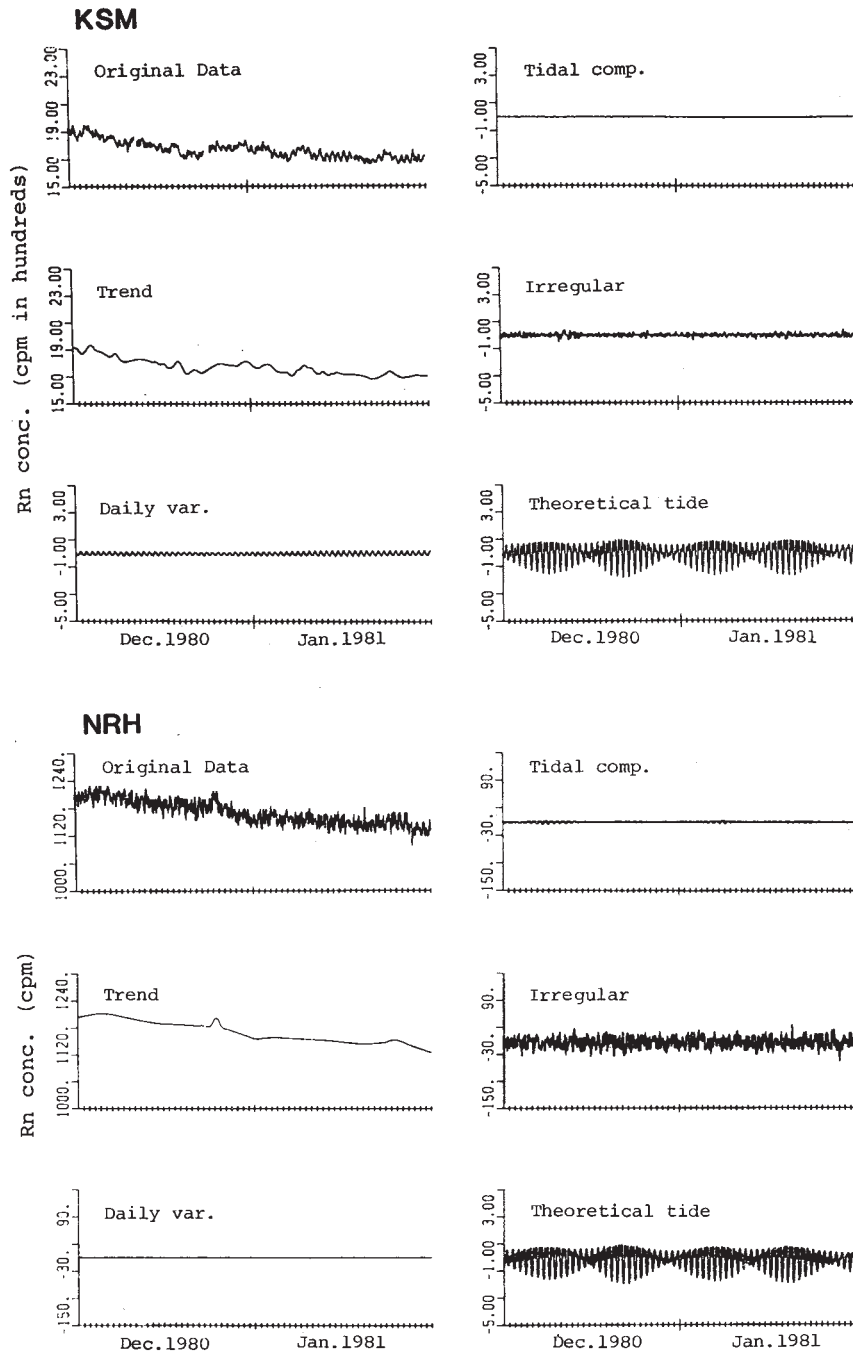 KSM
Rn conc. (cpm in hundreds)
Original Data
23.00
19.00
15.00
Tidal comp.
3.00
-1.00
-5.00
Trend
23.00
19.00
15.00
Irregular
3.00
-1.00
-5.00
Daily var.
3.00
-1.00
-5.00
Dec.1980 Jan.1981
Theoretical tide
3.00
-1.00
-5.00
Dec.1980 Jan.1981
NRH
Rn conc. (cpm)
Original Data
1240.
1120.
1000.
Tidal comp.
90.
-30.
-150.
Trend
1240.
1120.
1000.
Irregular
90.
-30.
-150.
Daily var.
90.
-30.
-150.
Dec.1980 Jan.1981
Theoretical tide
3.00
-1.00
-5.00
Dec.1980 Jan.1981